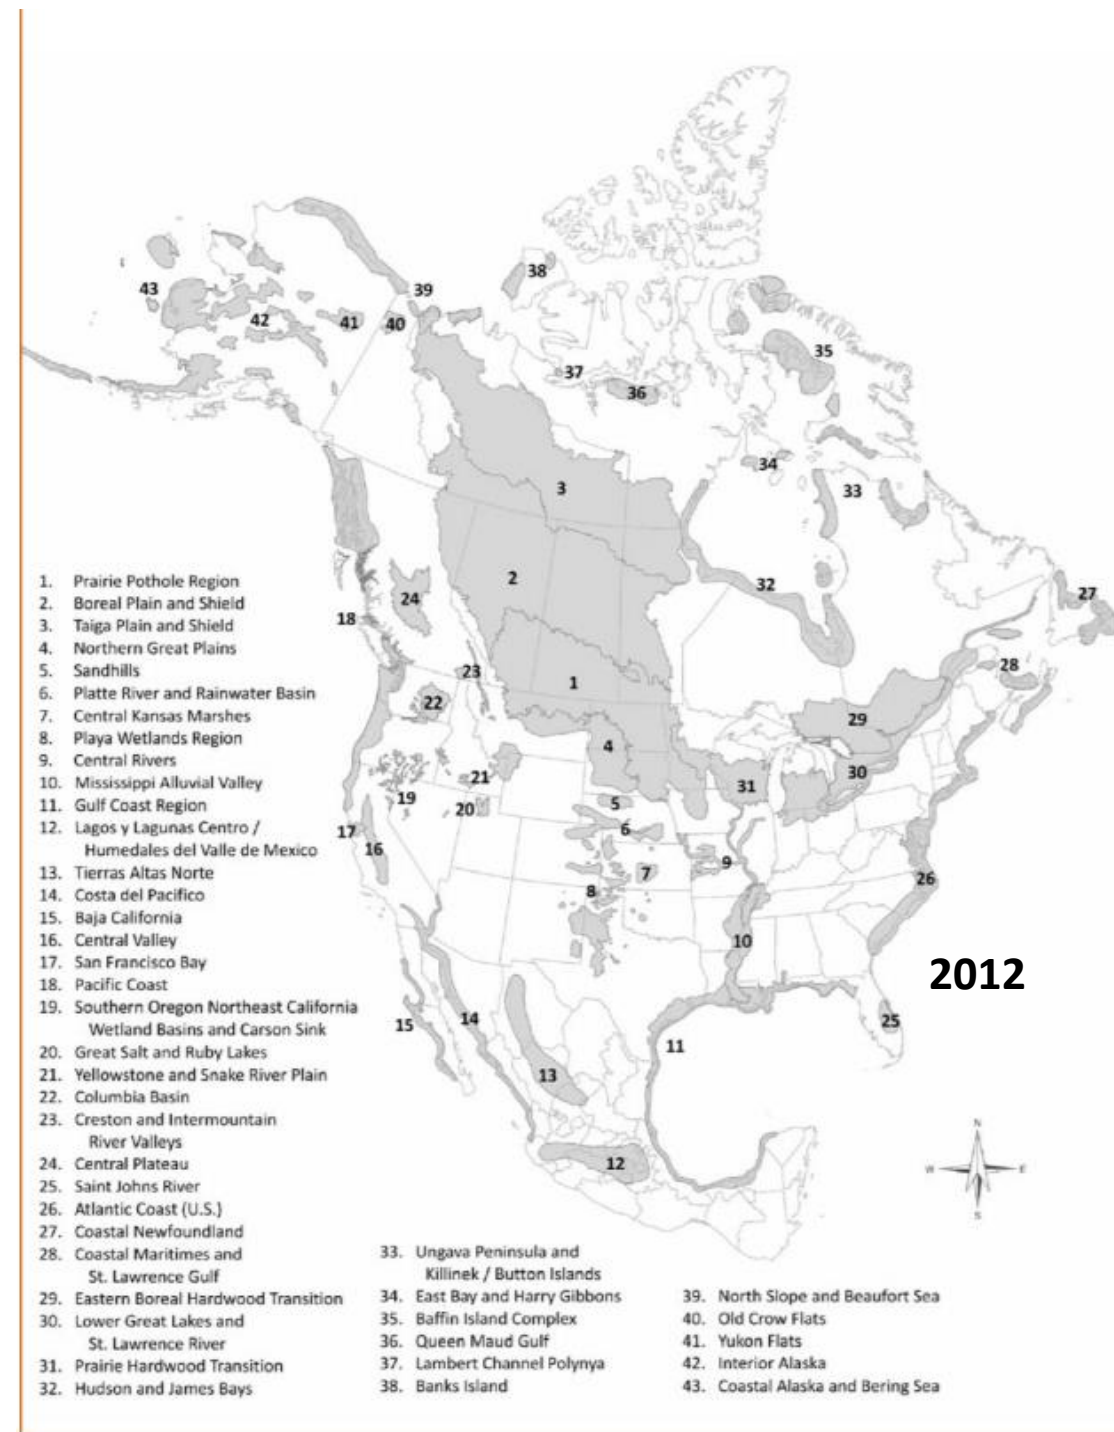 38
43
39
42
41
40
35
37
36
34
3
33
2
32
27
24
18
28
23
1
22
29
4
30
21
31
19
20
5
17
6
16
9
7
26
8
10
2012
14
25
15
11
13
12
N
W
E
S
1. Prairie Pothole Region
2. Boreal Plain and Shield
3. Taiga Plain and Shield
4. Northern Great Plains
5. Sandhills
6. Platte River and Rainwater Basin
7. Central Kansas Marshes
8. Playa Wetlands Region
9. Central Rivers
10. Mississippi Alluvial Valley
11. Gulf Coast Region
12. Lagos y Lagunas Centro /
Humedales del Valle de Mexico
13. Tierras Altas Norte
14. Costa del Pacifico
15. Baja California
16. Central Valley
17. San Francisco Bay
18. Pacific Coast
19. Southern Oregon Northeast California
Wetland Basins and Carson Sink
20. Great Salt and Ruby Lakes
21. Yellowstone and Snake River Plain
22. Columbia Basin
23. Creston and Intermountain
River Valleys
24. Central Plateau
25. Saint Johns River
26. Atlantic Coast (U.S.)
27. Coastal Newfoundland
28. Coastal Maritimes and
St. Lawrence Gulf
29. Eastern Boreal Hardwood Transition
30. Lower Great Lakes and
St. Lawrence River
31. Prairie Hardwood Transition
32. Hudson and James Bays
33. Ungava Peninsula and
Killinek / Button Islands
34. East Bay and Harry Gibbons
35. Baffin Island Complex
36. Queen Maud Gulf
37. Lambert Channel Polynya
38. Banks Island
39. North Slope and Beaufort Sea
40. Old Crow Flats
41. Yukon Flats
42. Interior Alaska
43. Coastal Alaska and Bering Sea